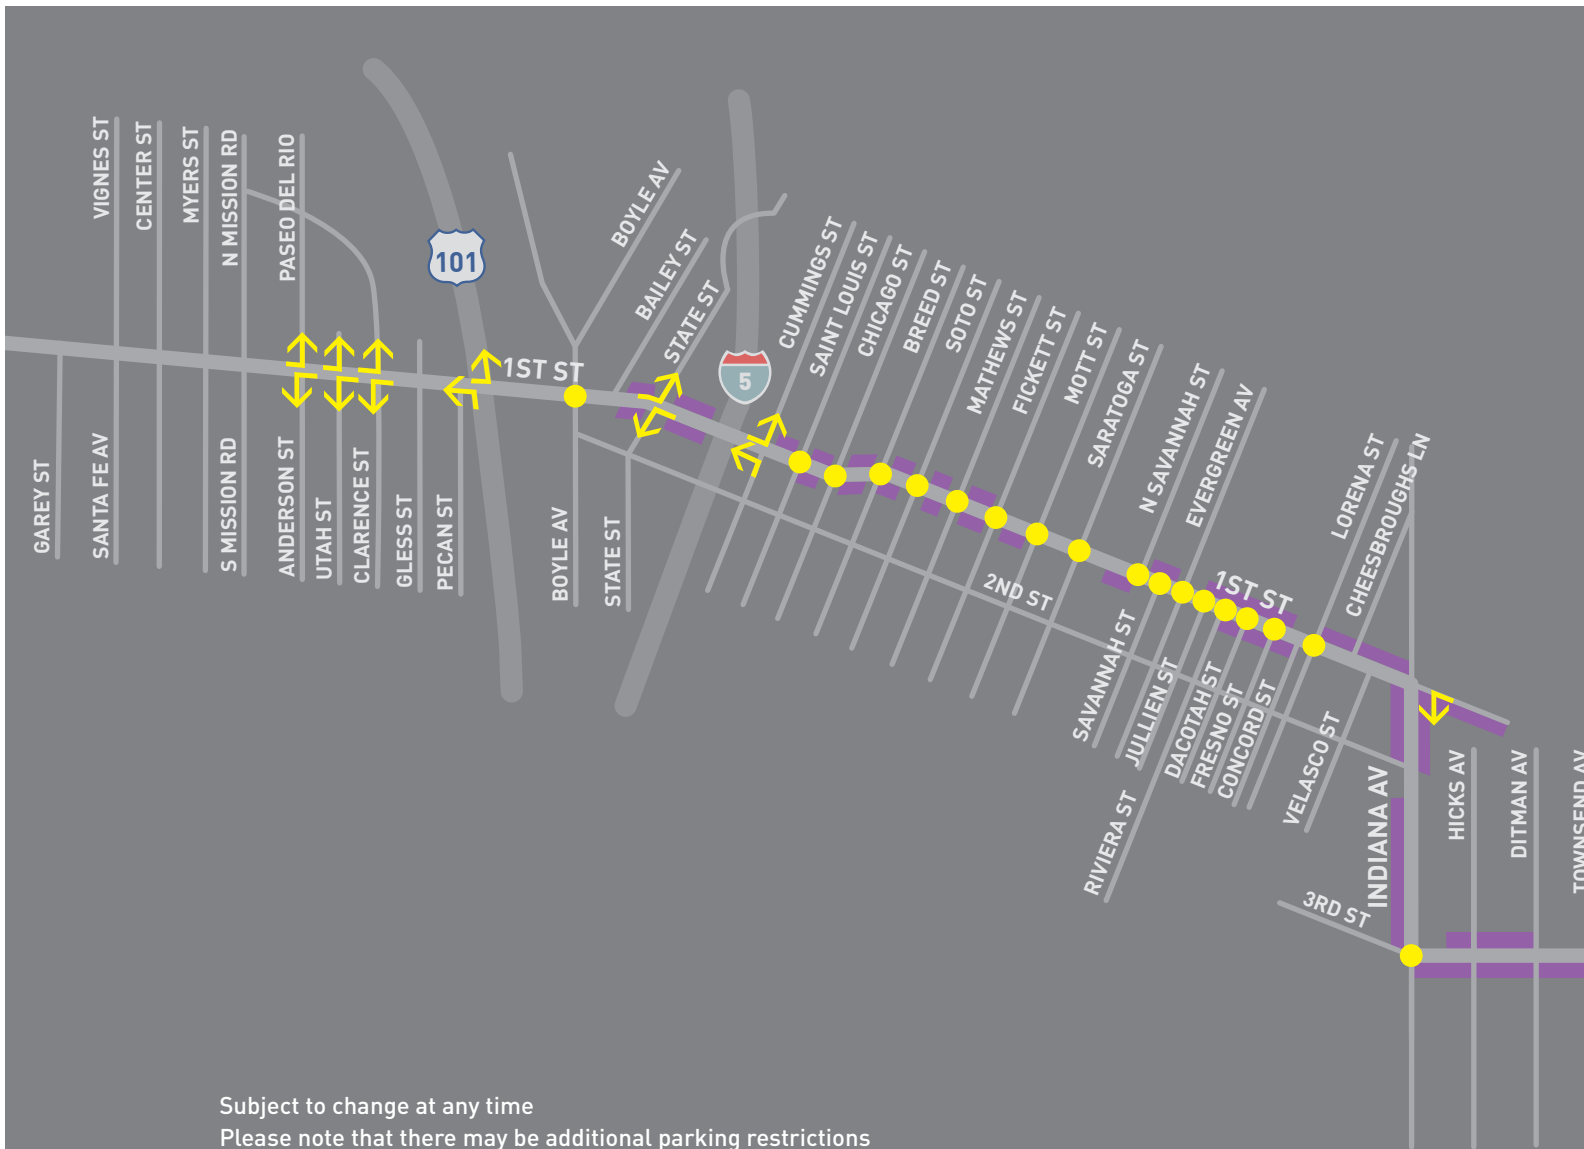 VIGNES ST
CENTER ST
MYERS ST
N MISSION RD
PASEO DEL RIO
101
BOYLE AV
BAILEY ST
STATE ST
5
CUMMINGS ST
SAINT LOUIS ST
CHICAGO ST
BREED ST
SOTO ST
MATHEWS ST
FICKETT ST
MOTT ST
SARATOGA ST
N SAVANNAH ST
EVERGREEN AV
LORENA ST
CHEESBROUGHS LN
1ST ST
GAREY ST
SANTA FE AV
S MISSION RD
ANDERSON ST
UTAH ST
CLARENCE ST
GLESS ST
PECAN ST
BOYLE AV
STATE ST
2ND ST
1ST ST
SAVANNAH ST
JULLIEN ST
DACOTAH ST
FRESNO ST
CONCORD ST
VELASCO ST
RIVIERA ST
INDIANA AV
HICKS AV
DITMAN AV
TOWNSEND AV
3RD ST
Subject to change at any time
Please note that there may be additional parking restrictions